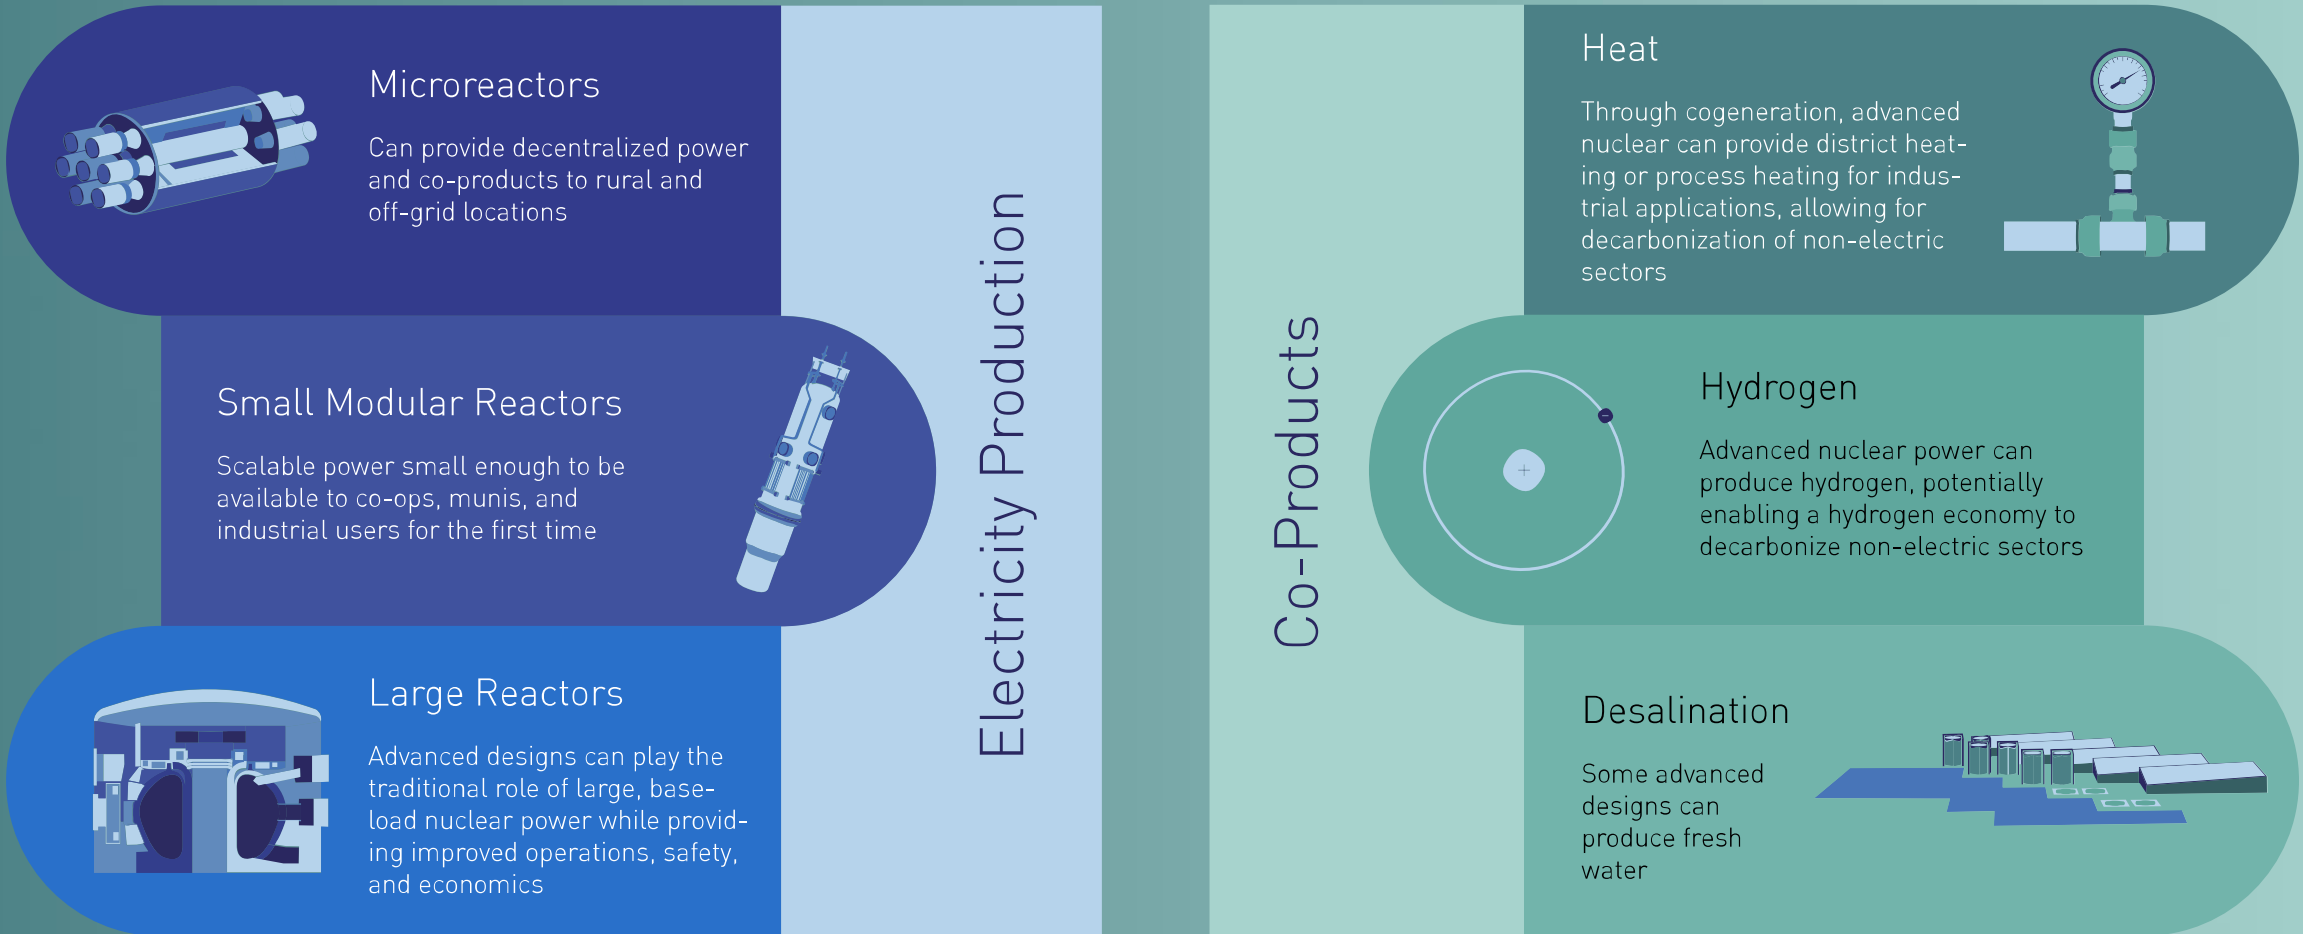 Microreactors
Can provide decentralized power
and co-products to rural and
off-grid locations
Small Modular Reactors
Scalable power small enough to be
available to co-ops, munis, and
industrial users for the first time
Large Reactors
Advanced designs can play the
traditional role of large, base-
load nuclear power while provid-
ing improved operations, safety,
and economics
Electricity Production
Co-Products
Heat
Through cogeneration, advanced
nuclear can provide district heat-
ing or process heating for indus-
trial applications, allowing for
decarbonization of non-electric
sectors
Hydrogen
Advanced nuclear power can
produce hydrogen, potentially
enabling a hydrogen economy to
decarbonize non-electric sectors
Desalination
Some advanced
designs can
produce fresh
water